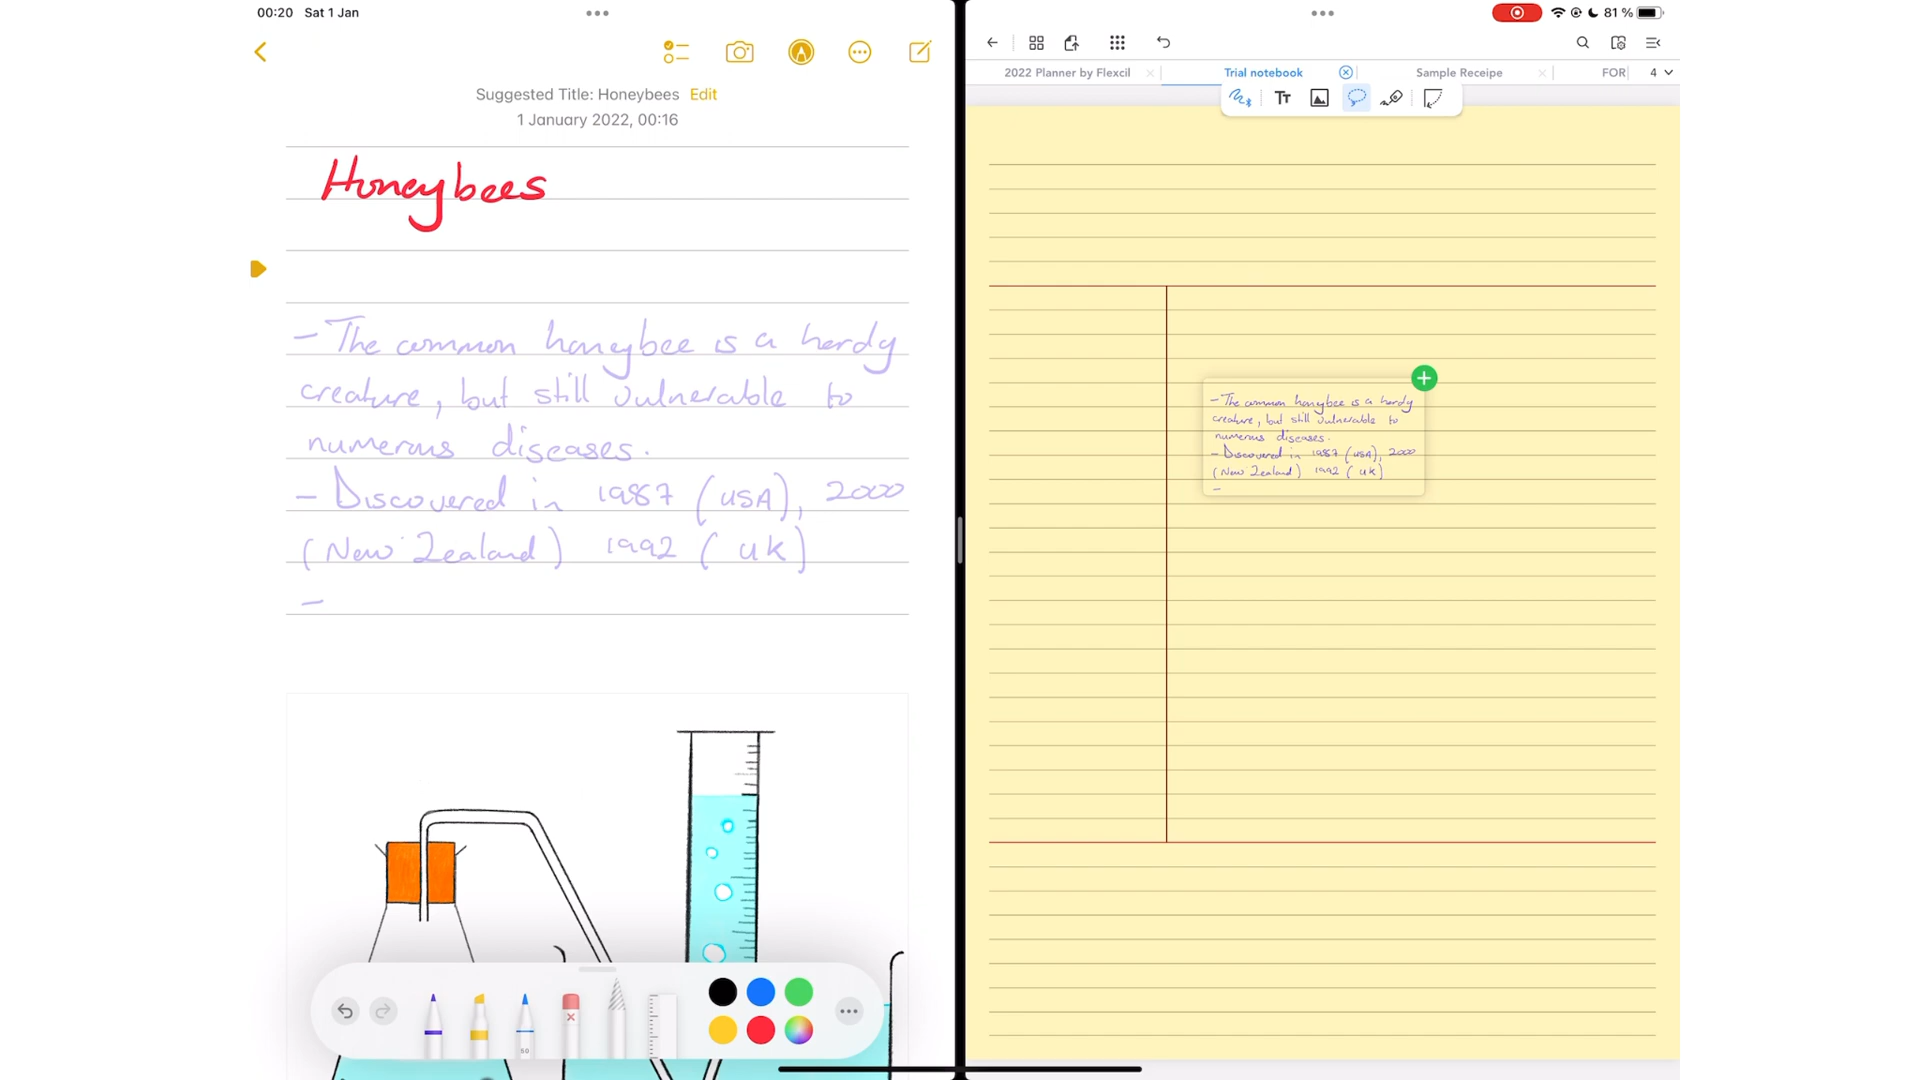 00:20 Sat 1 Jan
81 %
Suggested Title: Honeybees Edit
1 January 2022, 00:16
Honeybees
- The common honeybee is a hardy
creature, but still vulnerable to
numerous diseases.
- Discovered in 1987 (USA), 2000
(New Zealand) 1992 (UK)
-
50
2022 Planner by Flexcil
Trial notebook
Sample Receipe
FOR
4
Tt
- The common honeybee is a hardy
creature, but still vulnerable to
numerous diseases.
- Discovered in 1987 (USA), 2000
(New Zealand) 1992 (UK)
-